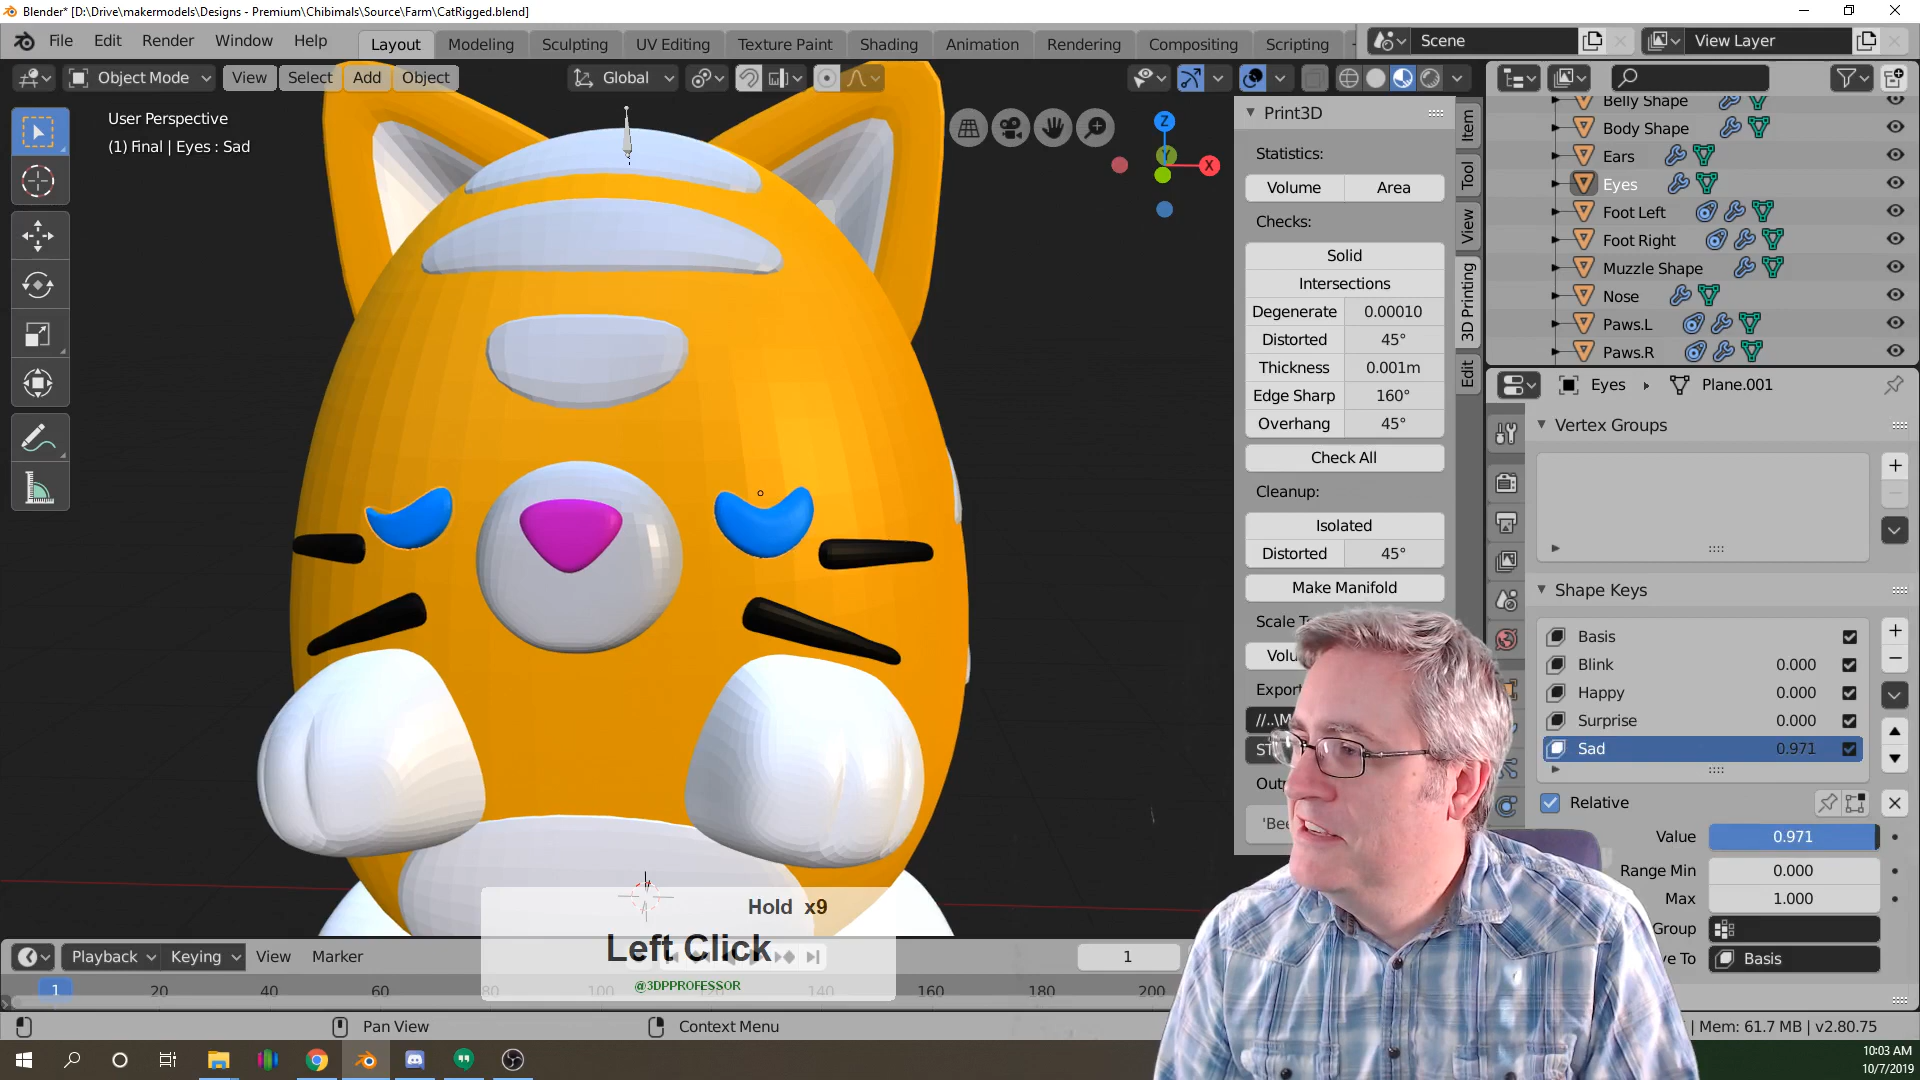 Blender* [D:\Drive\makermodels\Designs - Premium\Chibimals\Source\Farm\CatRigged.blend]
File Edit Render Window Help Layout Modeling Sculpting UV Editing Texture Paint Shading Animation Rendering Compositing Scripting Scene View Layer
Object Mode View Select Add Object Global
User Perspective
(1) Final | Eyes : Sad
Z
Y
X
Print3D
Statistics:
Volume Area
Checks:
Solid
Intersections
Degenerate 0.00010
Distorted 45°
Thickness 0.001m
Edge Sharp 160°
Overhang 45°
Check All
Cleanup:
Isolated
Distorted 45°
Make Manifold
Scale
Export
Item
Tool
View
3D Printing
Edit
Belly Shape
Body Shape
Ears
Eyes
Foot Left
Foot Right
Muzzle Shape
Nose
Paws.L
Paws.R
Eyes Plane.001
Vertex Groups
Shape Keys
Basis
Blink 0.000
Happy 0.000
Surprise 0.000
Sad 0.971
Relative
Value 0.971
Range Min 0.000
Max 1.000
Group
To Basis
Hold x9
Left Click
@3DPPROFESSOR
Playback Keying View Marker 1
1 20 40 60 100 120 140 160 180 200
Pan View Context Menu
| Mem: 61.7 MB | v2.80.75
10:03 AM
10/7/2019